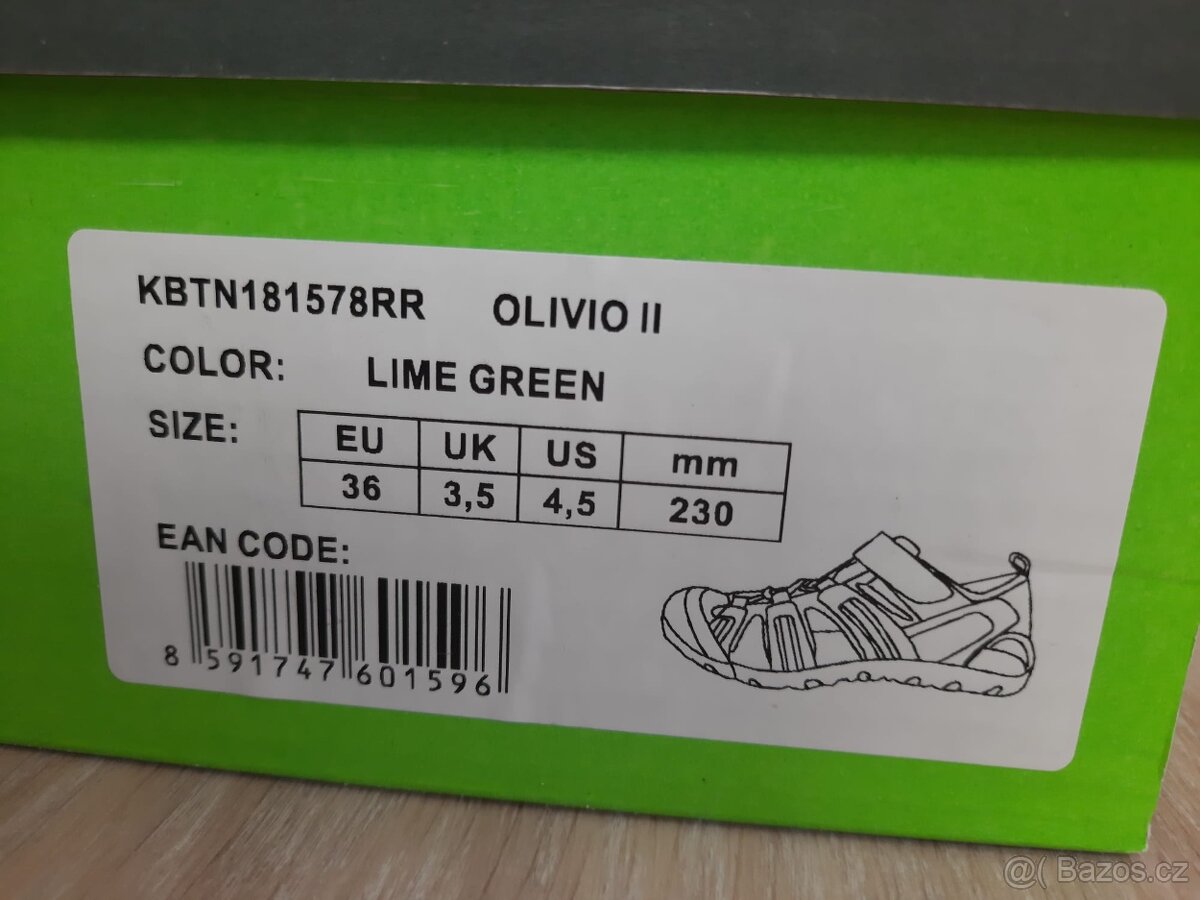 KBTN181578RR OLIVIO II
COLOR: LIME GREEN
SIZE:
EU UK US mm
36 3,5 4,5 230
EAN CODE:
8 591747 601596
@( Bazos.cz